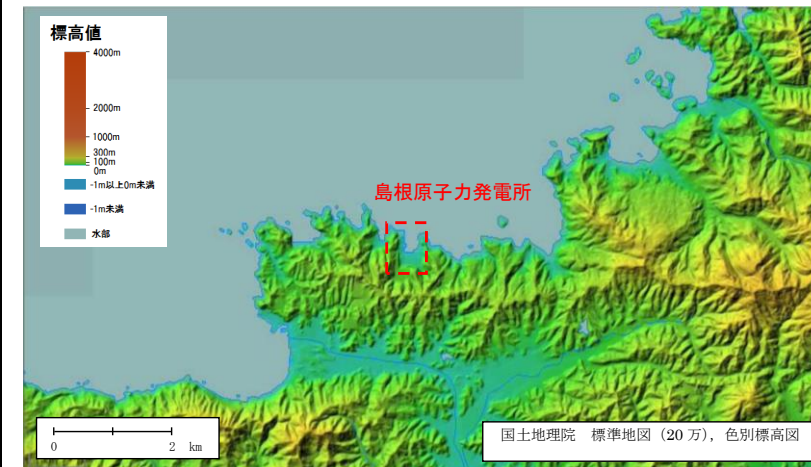 標高値
4000m
2000m
1000m
300m
100m
0m
-1m以上0m未満
-1m未満
水部
島根原子力発電所
0 2 km
国土地理院 標準地図（20 万），色別標高図